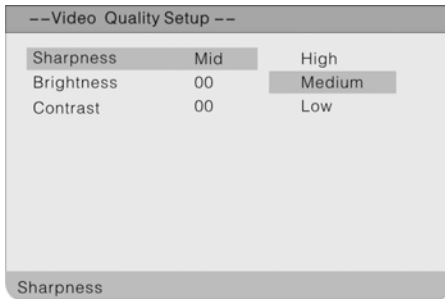 --Video Quality Setup --
Sharpness Mid High
Brightness 00 Medium
Contrast 00 Low
Sharpness